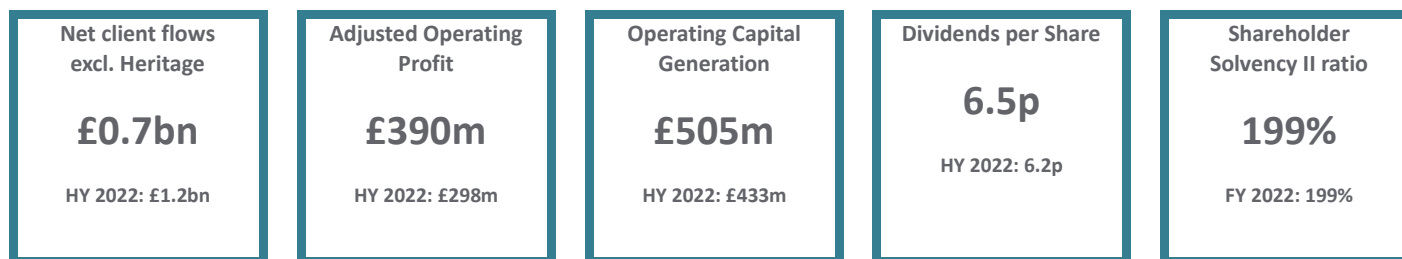 Net client flows
excl. Heritage
£0.7bn
HY 2022: £1.2bn
Adjusted Operating
Profit
£390m
HY 2022: £298m
Operating Capital
Generation
£505m
HY 2022: £433m
Dividends per Share
6.5p
HY 2022: 6.2p
Shareholder
Solvency II ratio
199%
FY 2022: 199%